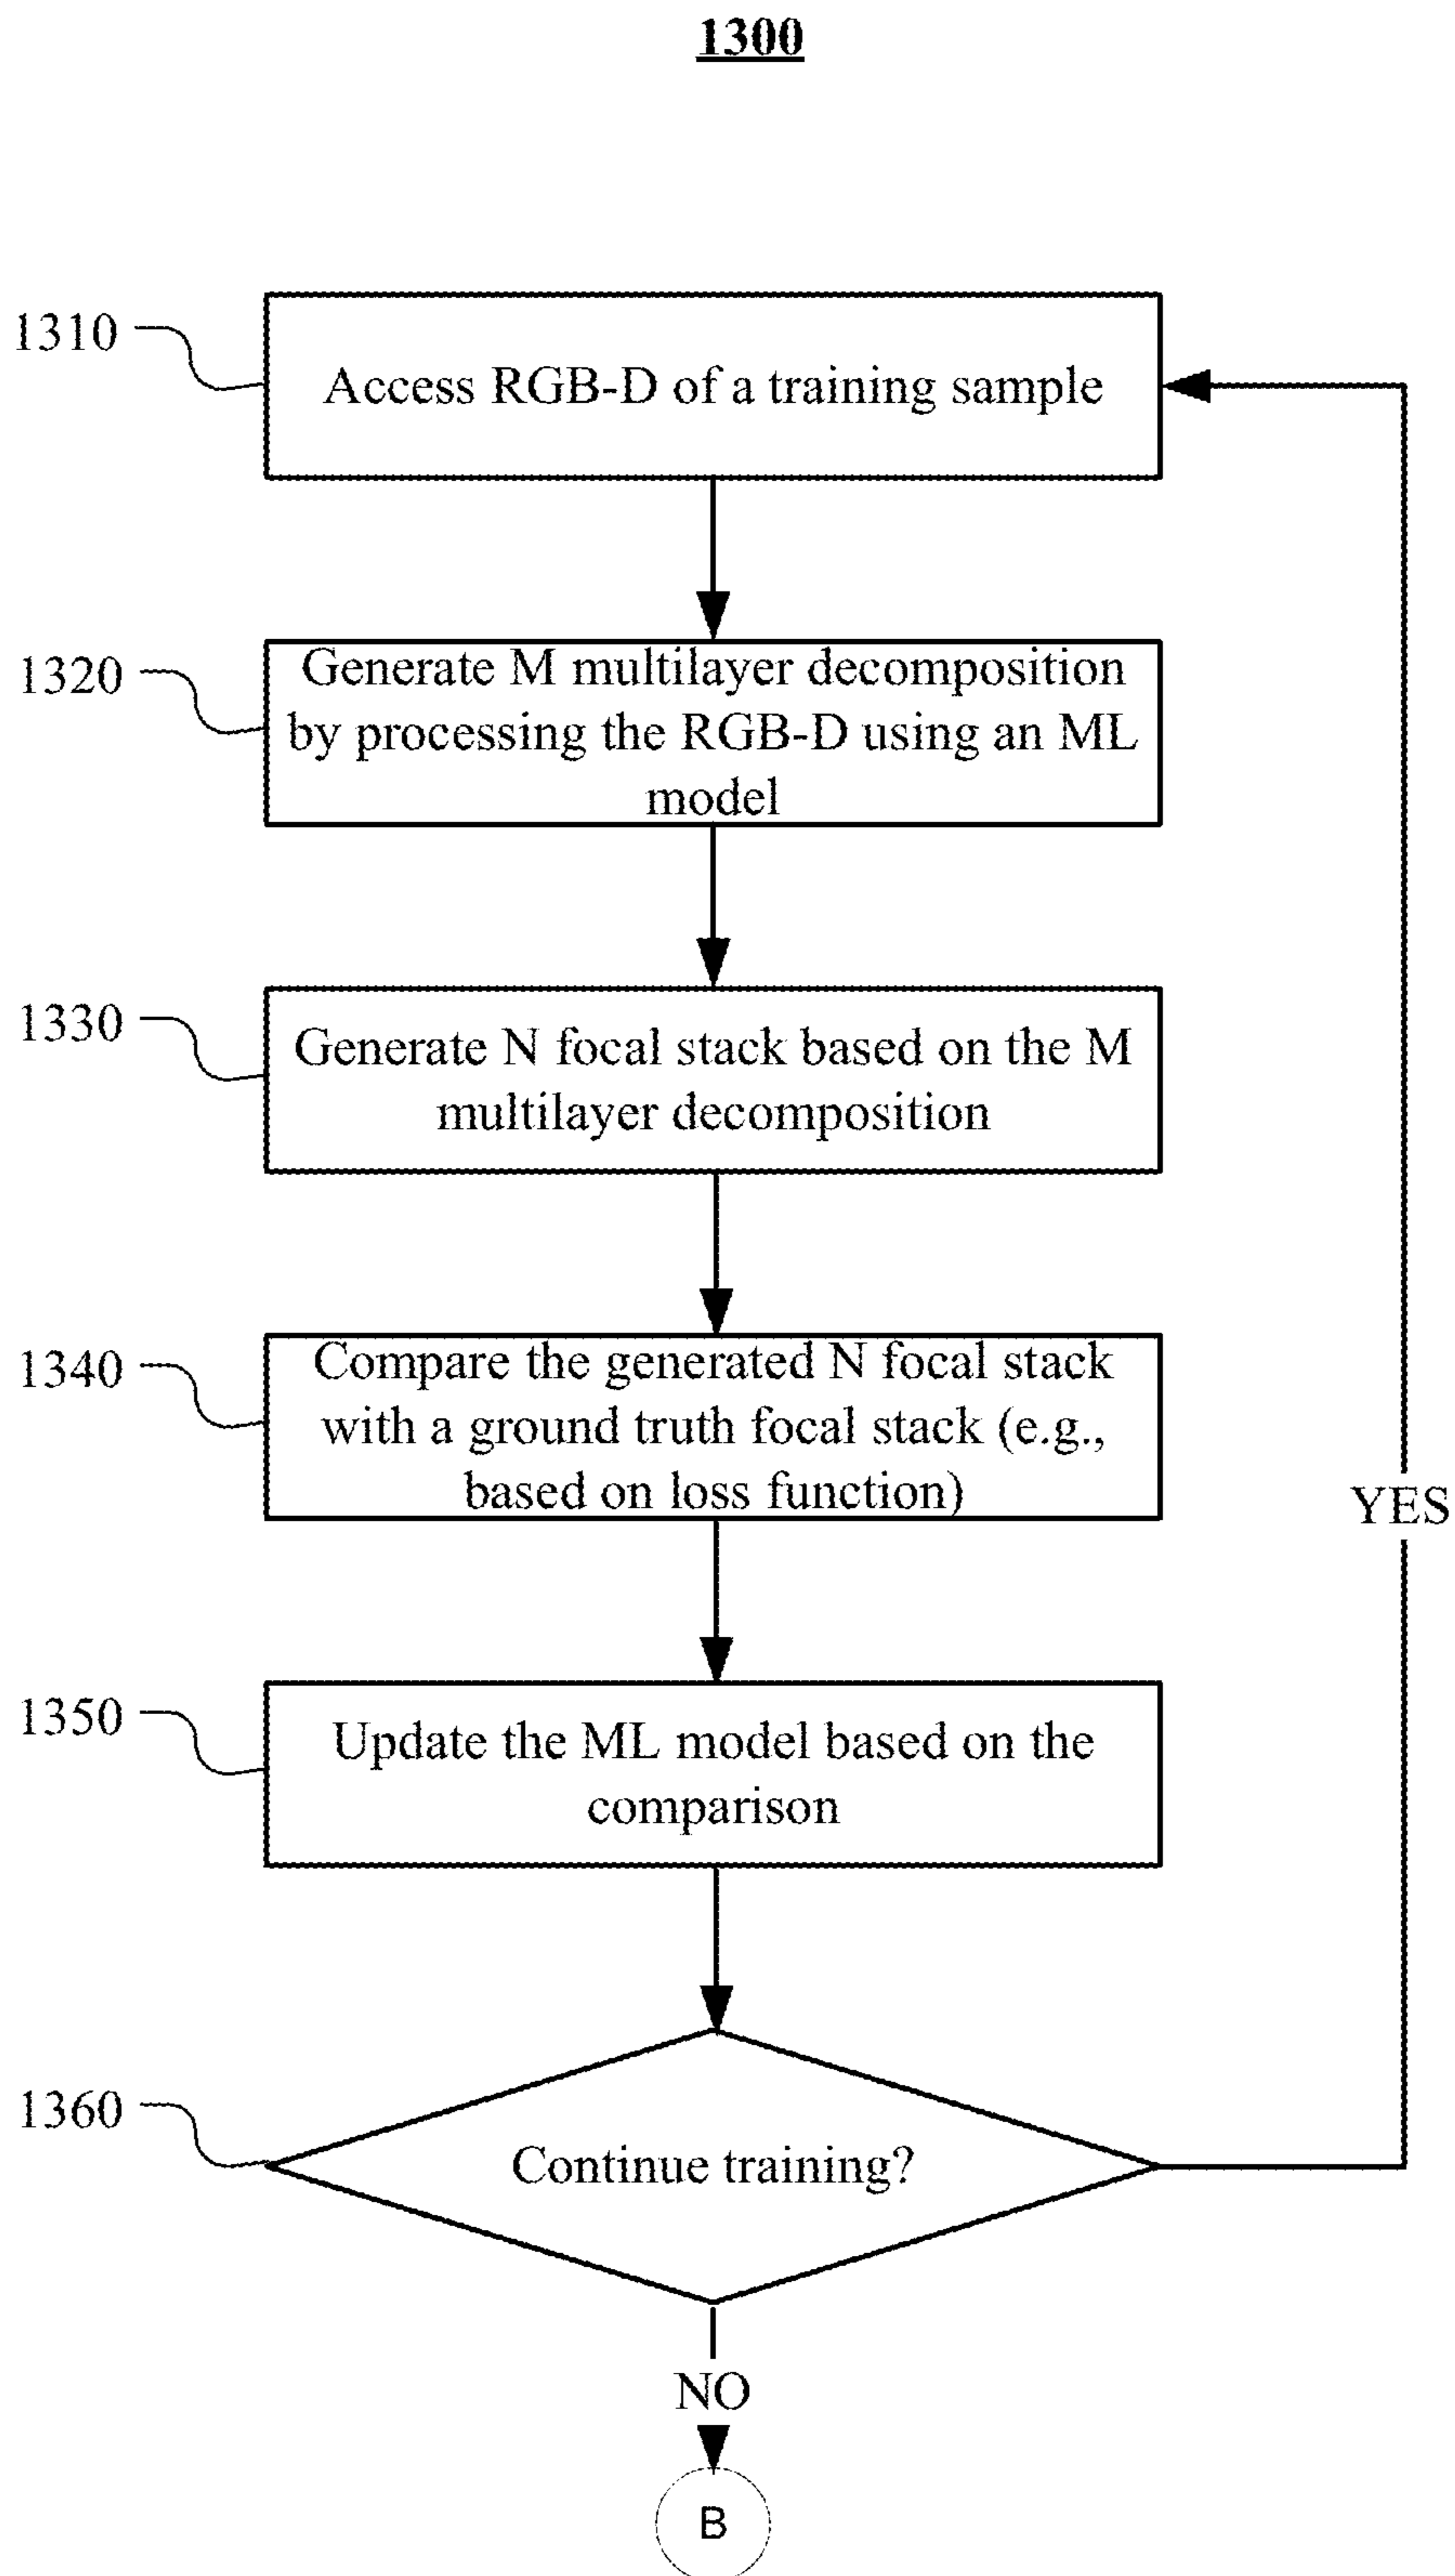 1300
1310
Access RGB-D of a training sample
1320
Generate M multilayer decomposition
by processing the RGB-D using an ML
model
1330
Generate N focal stack based on the M
multilayer decomposition
1340
Compare the generated N focal stack
with a ground truth focal stack (e.g.,
based on loss function)
YES
1350
Update the ML model based on the
comparison
1360
Continue training?
NO
B